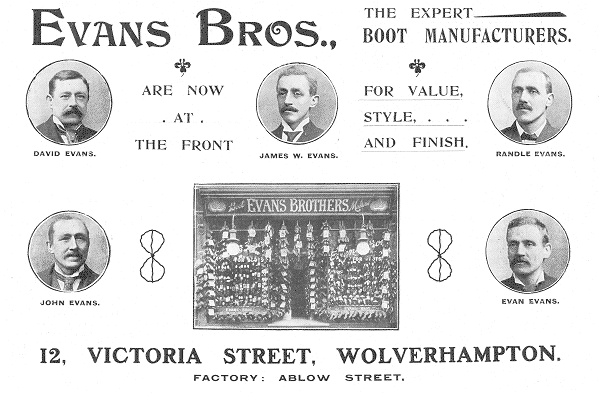 EVANS BROS.,
THE EXPERT
BOOT MANUFACTURERS.
ARE NOW
. AT .
THE FRONT
FOR VALUE,
STYLE, . . .
AND FINISH.
DAVID EVANS.
JAMES W. EVANS.
RANDLE EVANS.
EVANS BROTHERS
JOHN EVANS.
EVAN EVANS.
12, VICTORIA STREET, WOLVERHAMPTON.
FACTORY: ABLOW STREET.